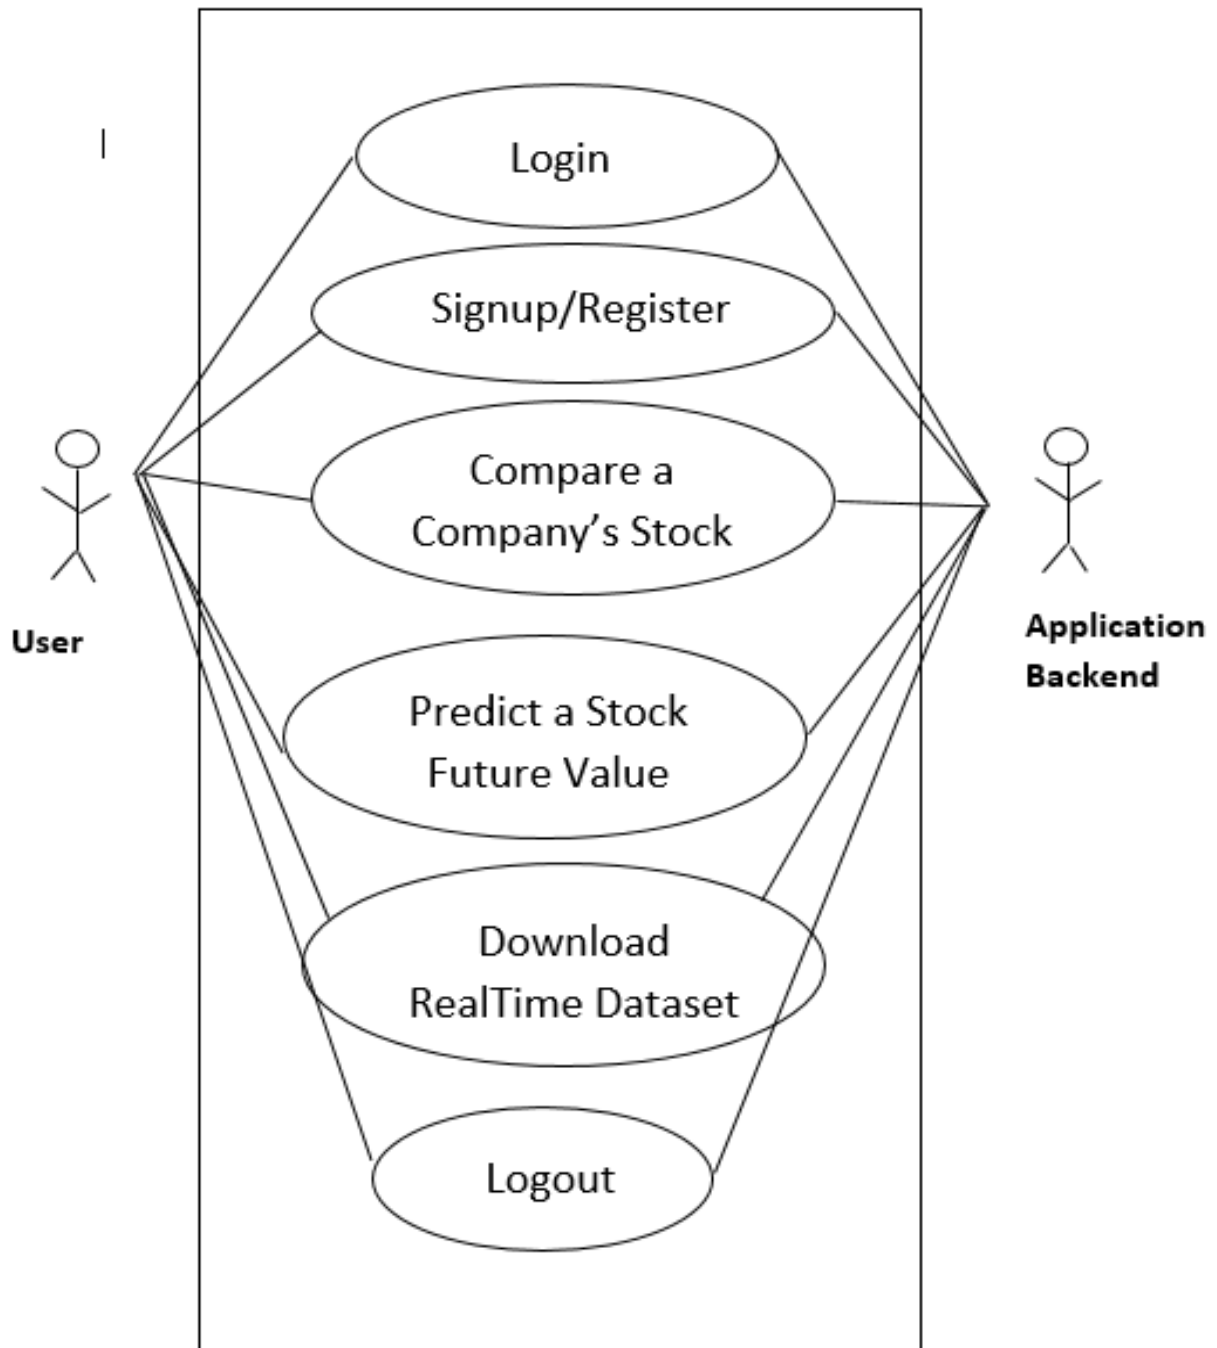 Login
Signup/Register
Compare a
Company’s Stock
User
Application
Backend
Predict a Stock
Future Value
Download
RealTime Dataset
Logout